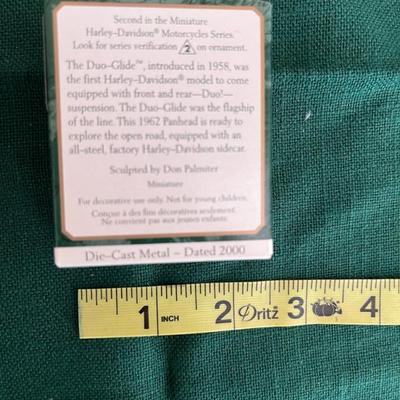 Second in the Miniature
Harley-Davidson® Motorcycles Series.
Look for series verification 2 on ornament.
The Duo-Glide™, introduced in 1958, was
the first Harley-Davidson® model to come
equipped with front and rear—Duo!—
suspension. The Duo-Glide was the flagship
of the line. This 1962 Panhead is ready to
explore the open road, equipped with an
all-steel, factory Harley-Davidson sidecar.
Sculpted by Don Palmiter
Miniature
For decorative use only. Not for young children.
Conçue à des fins décoratives seulement.
Ne convient pas aux jeunes enfants.
Die-Cast Metal – Dated 2000
1 INCH 2 Dritz® 3 4